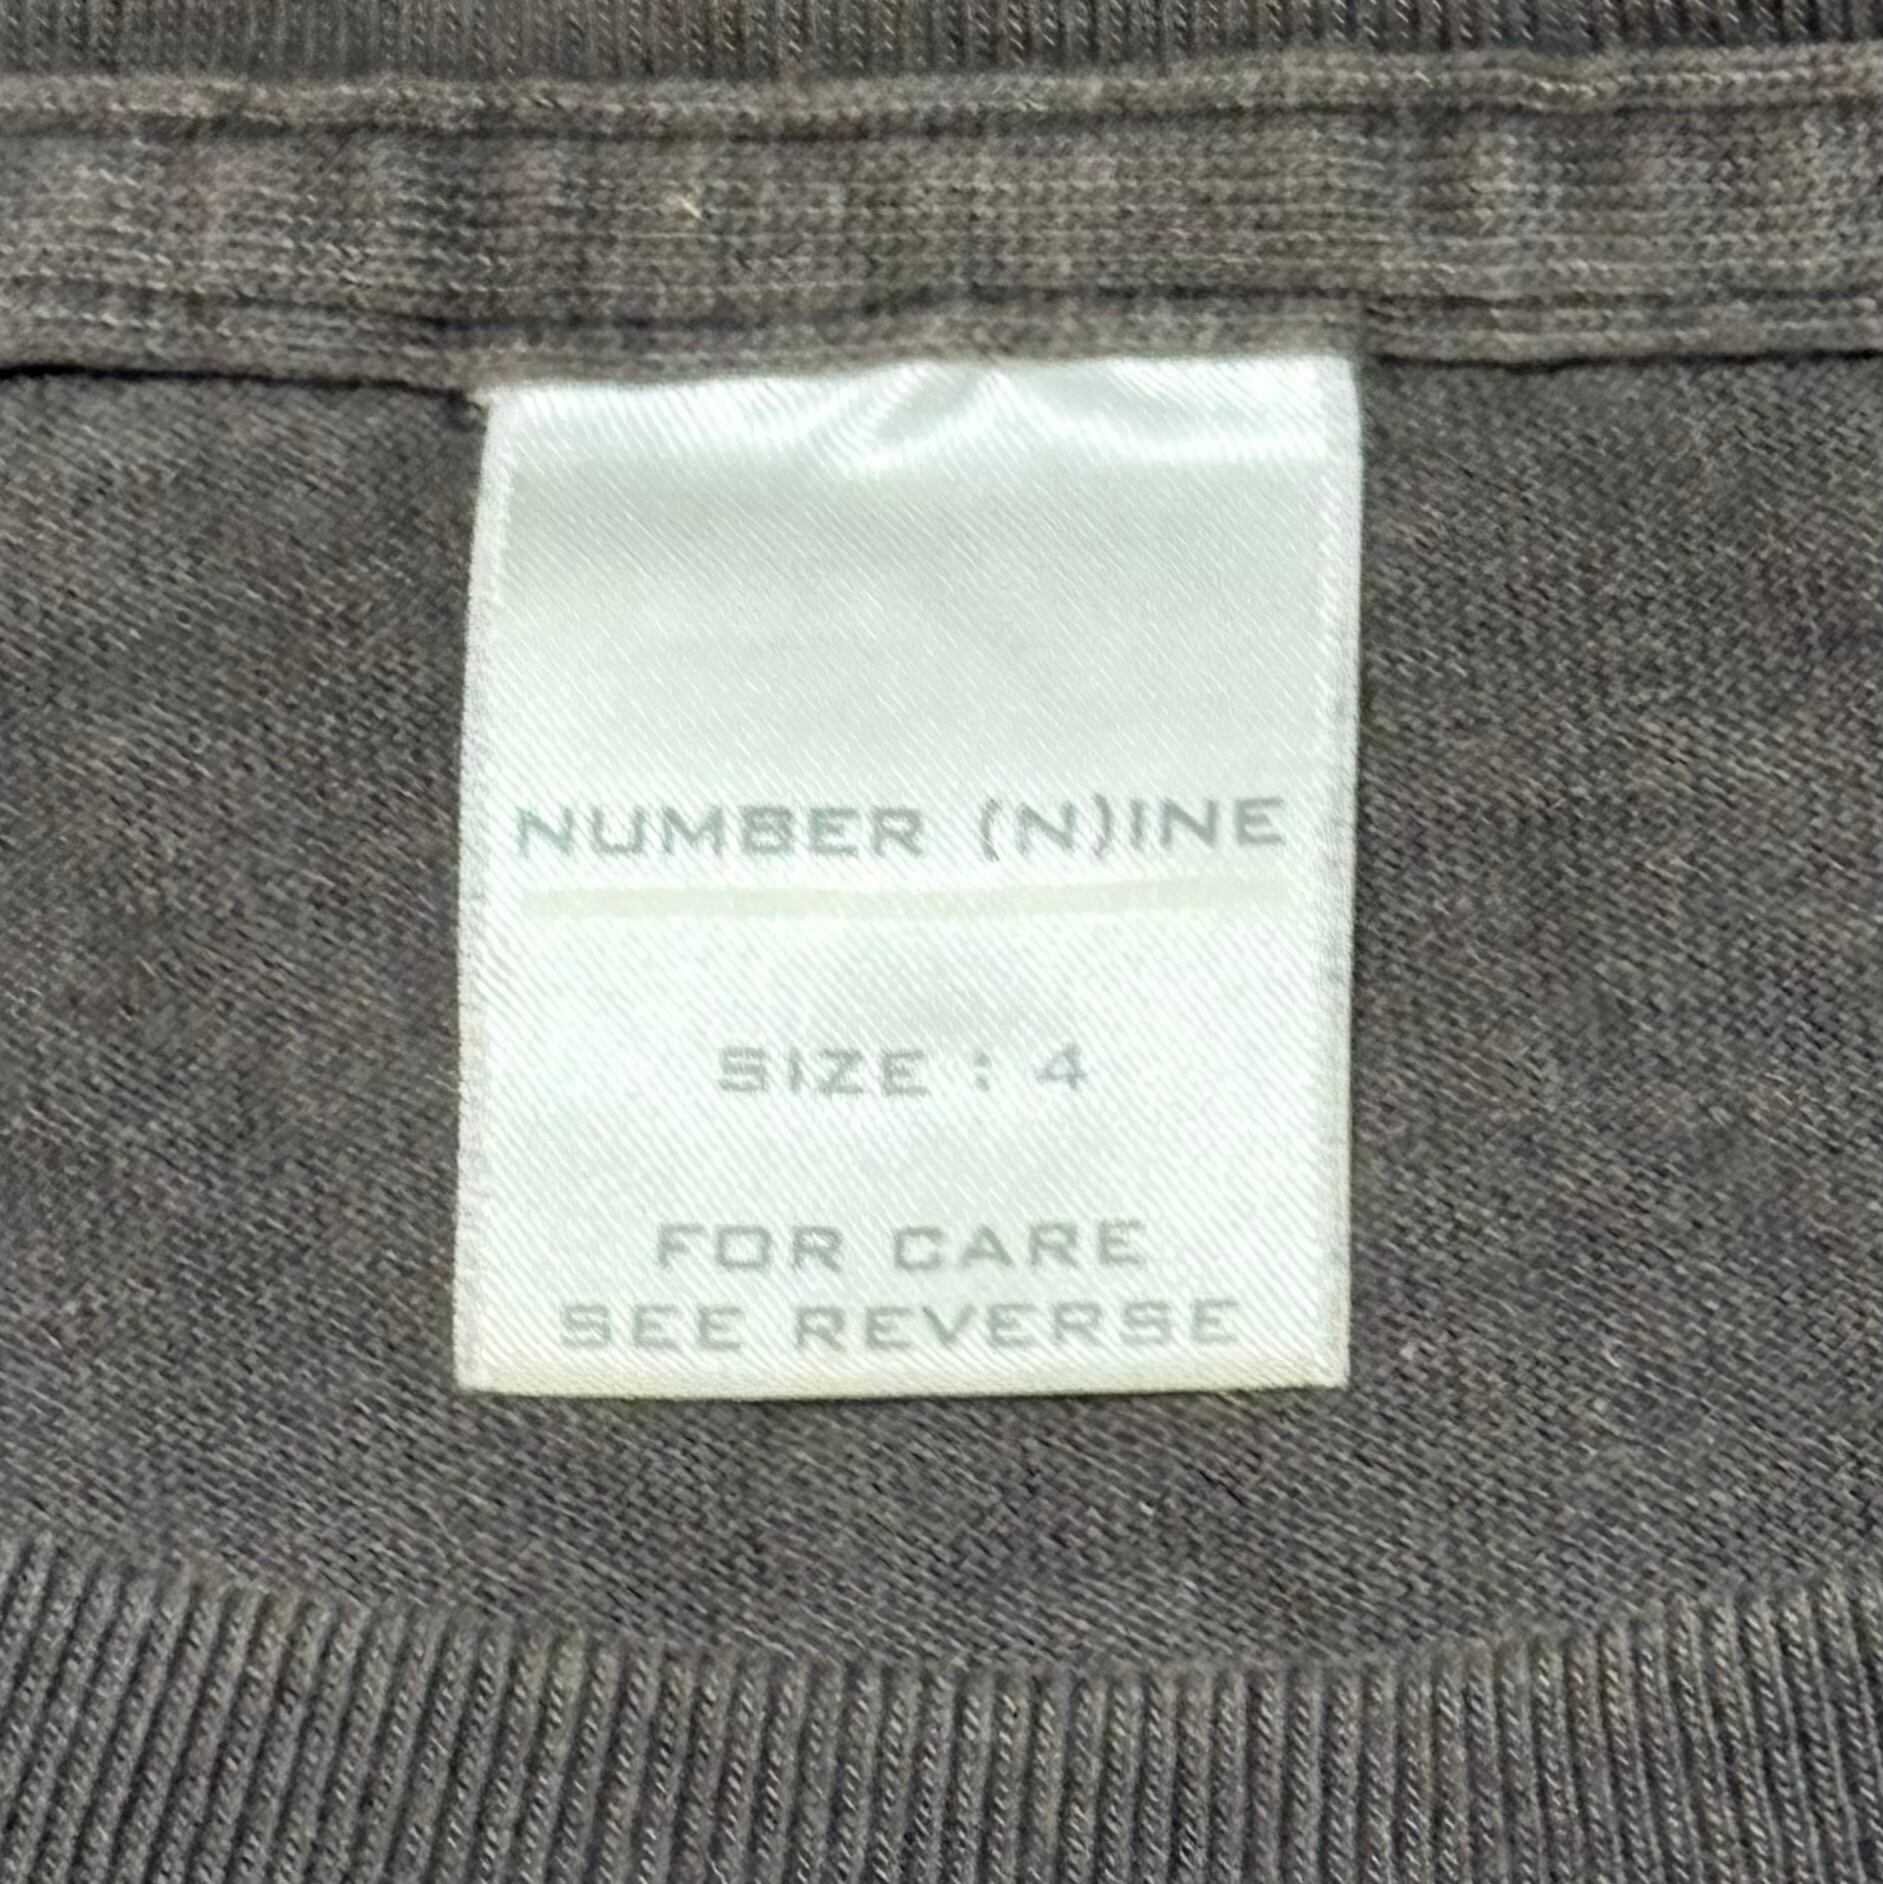 NUMBER (N)INE
SIZE : 4
FOR CARE
SEE REVERSE